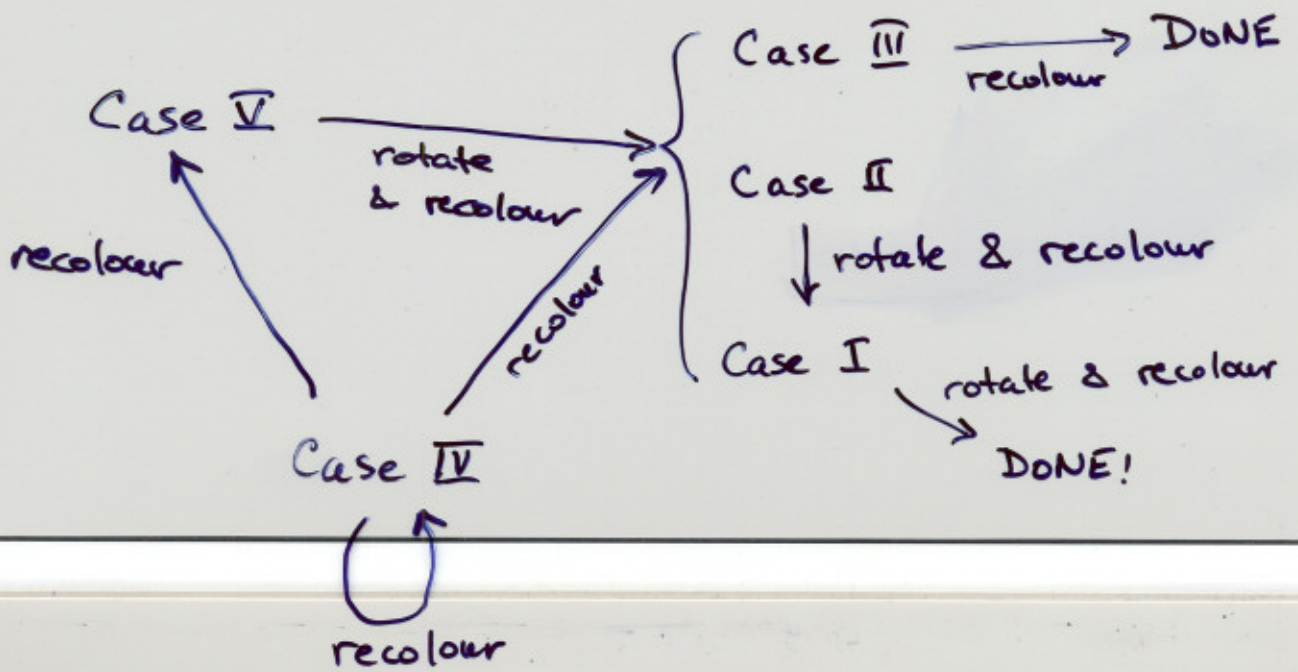 Case III
DONE
recolour
Case V
rotate
& recolour
Case II
recolour
rotate & recolour
recolour
Case I
rotate & recolour
Case IV
DONE!
recolour